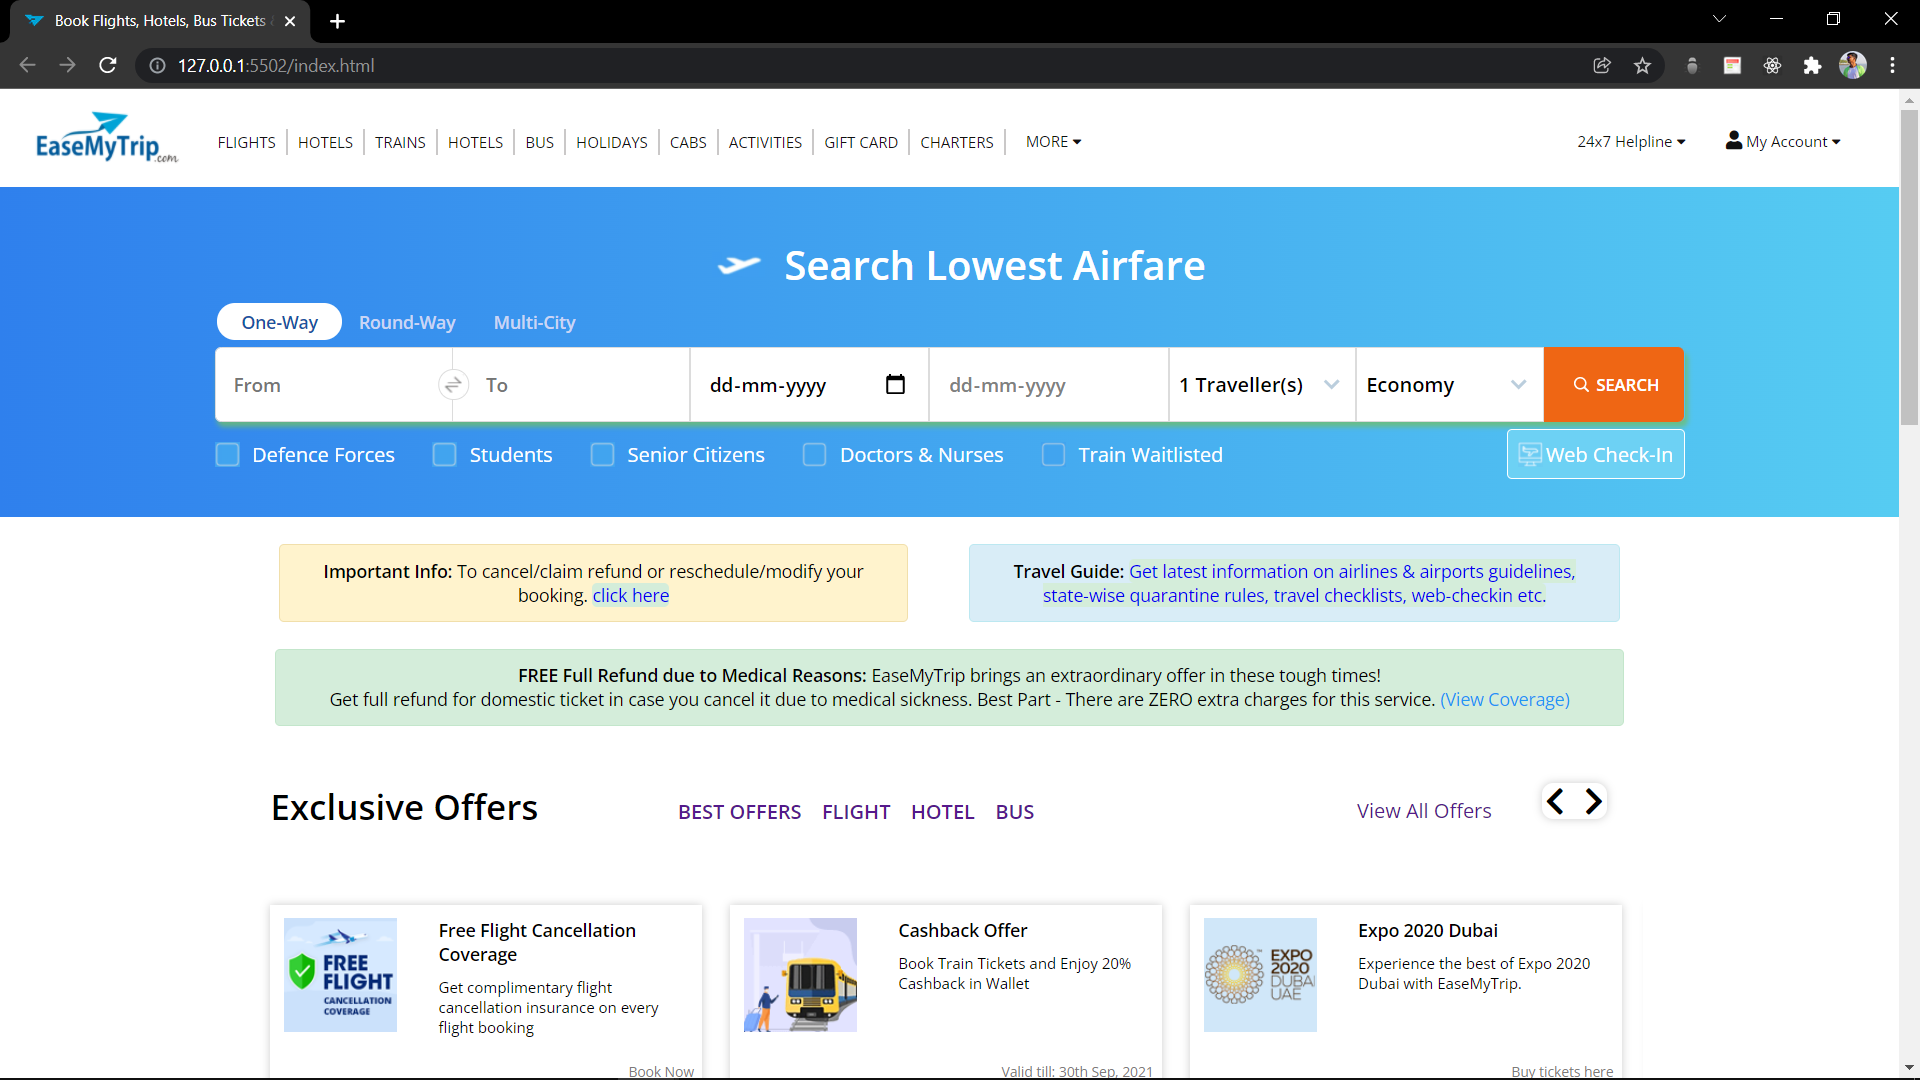 Book Flights, Hotels, Bus Tickets
127.0.0.1:5502/index.html
EaseMyTrip.com
FLIGHTS HOTELS TRAINS HOTELS BUS HOLIDAYS CABS ACTIVITIES GIFT CARD CHARTERS MORE
24x7 Helpline My Account
Search Lowest Airfare
One-Way Round-Way Multi-City
From To dd-mm-yyyy dd-mm-yyyy 1 Traveller(s) Economy SEARCH
Defence Forces Students Senior Citizens Doctors & Nurses Train Waitlisted Web Check-In
Important Info: To cancel/claim refund or reschedule/modify your
booking. click here
Travel Guide: Get latest information on airlines & airports guidelines,
state-wise quarantine rules, travel checklists, web-checkin etc.
FREE Full Refund due to Medical Reasons: EaseMyTrip brings an extraordinary offer in these tough times!
Get full refund for domestic ticket in case you cancel it due to medical sickness. Best Part - There are ZERO extra charges for this service. (View Coverage)
Exclusive Offers
BEST OFFERS FLIGHT HOTEL BUS
View All Offers
FREE
FLIGHT
CANCELLATION
COVERAGE
Free Flight Cancellation
Coverage
Get complimentary flight
cancellation insurance on every
flight booking
Book Now
Cashback Offer
Book Train Tickets and Enjoy 20%
Cashback in Wallet
Valid till: 30th Sep, 2021
EXPO
2020
DUBAI
UAE
Expo 2020 Dubai
Experience the best of Expo 2020
Dubai with EaseMyTrip.
Buy tickets here